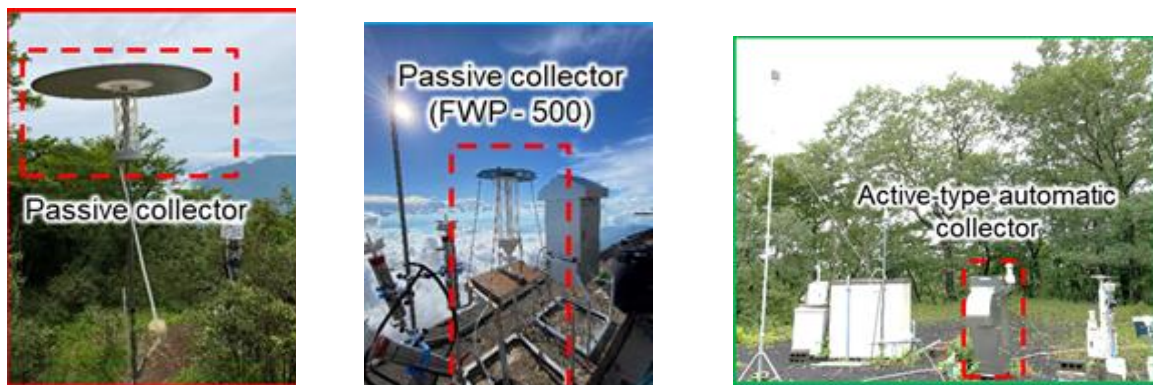 Passive collector
Passive collector
(FWP - 500)
Active-type automatic
collector